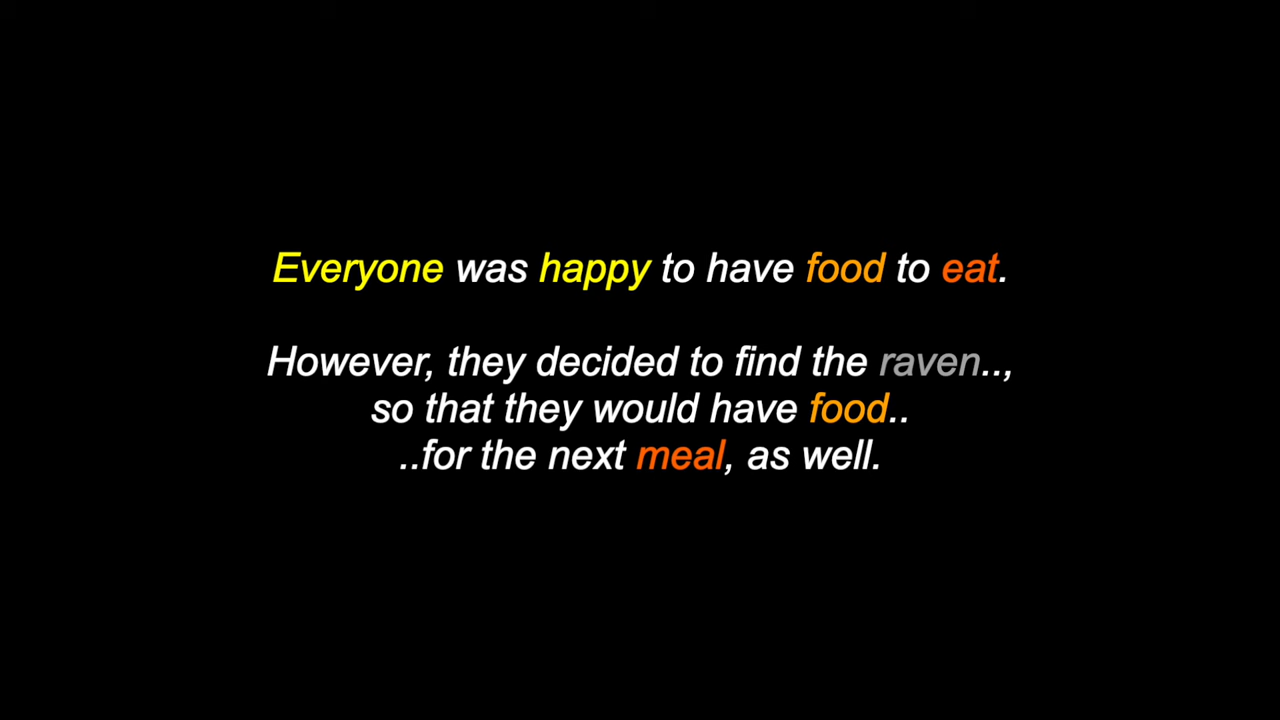 Everyone was happy to have food to eat.
However, they decided to find the raven..,
so that they would have food..
..for the next meal, as well.